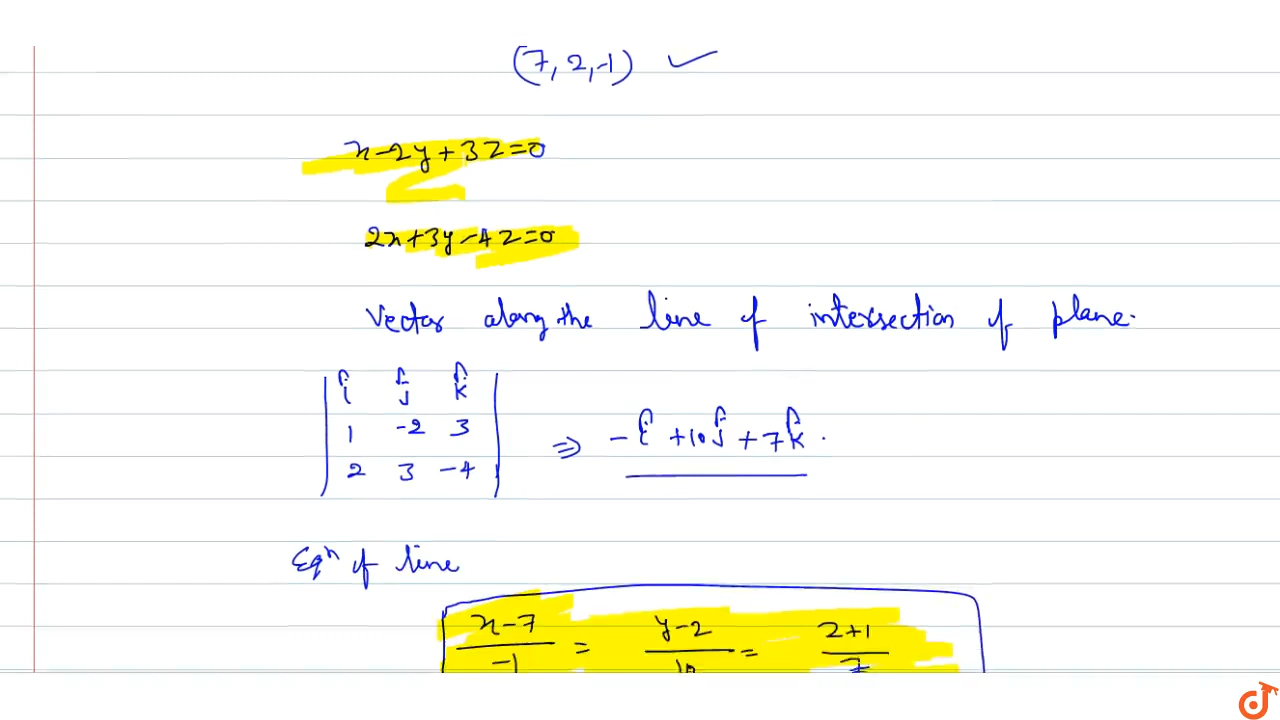 (7, 2, -1) ✓
x-2y+3z=0
2x+3y-4z=0
Vector along the line of intersection of plane.
| î ĵ k̂ |
| 1 -2 3 | ⇒ -î +10ĵ + 7k̂.
| 2 3 -4 |
Eqn of line
x-7/-1 = y-2/10 = z+1/7